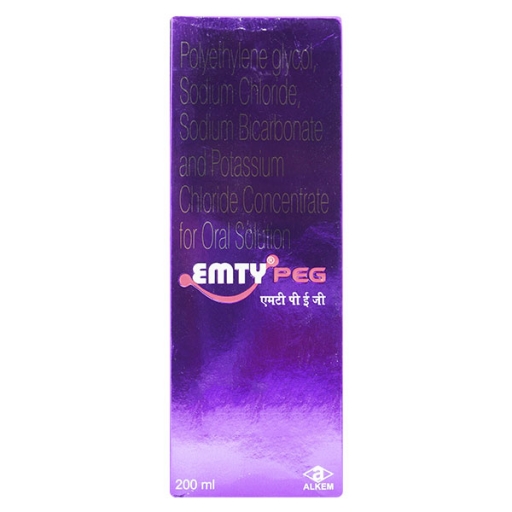 Polyethylene glycol,
Sodium Chloride,
Sodium Bicarbonate
and Potassium
Chloride Concentrate
for Oral Solution
EMTY® PEG
एमटी पी ई जी
200 ml
a
ALKEM